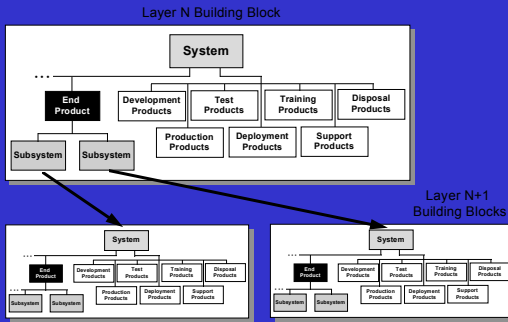 Layer N Building Block
System
...
End
Product
Development
Products
Test
Products
Training
Products
Disposal
Products
Subsystem
Subsystem
Production
Products
Deployment
Products
Support
Products
Layer N+1
Building Blocks
System
...
End
Product
Development
Products
Test
Products
Training
Products
Disposal
Products
...
Subsystem
Subsystem
Production
Products
Deployment
Products
Support
Products
System
...
End
Product
Development
Products
Test
Products
Training
Products
Disposal
Products
...
Subsystem
Subsystem
Production
Products
Deployment
Products
Support
Products